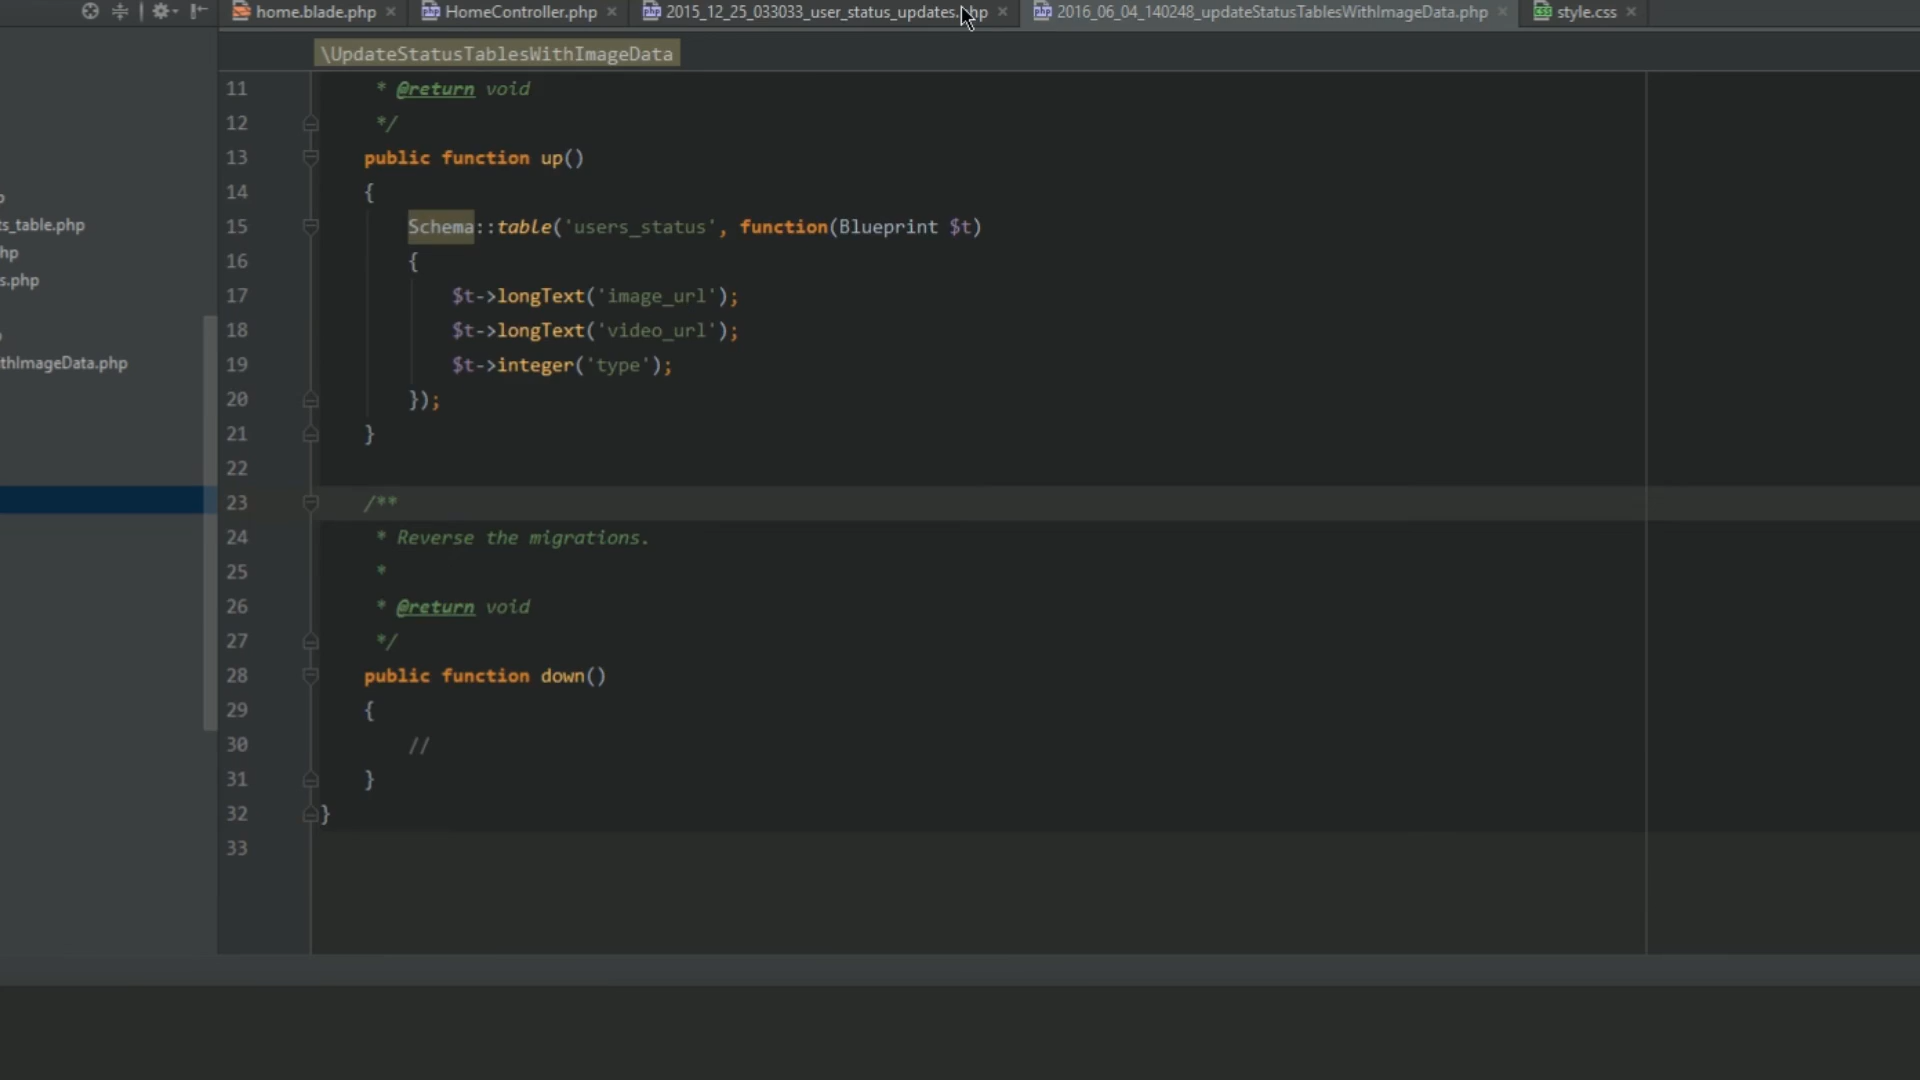 home.blade.php
HomeController.php
2015_12_25_033033_user_status_updates.php
2016_06_04_140248_updateStatusTablesWithImageData.php
style.css
\UpdateStatusTablesWithImageData
ts_table.php
hp
s.php
thImageData.php
11 * @return void
12 */
13 public function up()
14 {
15 Schema::table('users_status', function(Blueprint $t)
16 {
17 $t->longText('image_url');
18 $t->longText('video_url');
19 $t->integer('type');
20 });
21 }
22
23 /**
24 * Reverse the migrations.
25 *
26 * @return void
27 */
28 public function down()
29 {
30 //
31 }
32 }
33